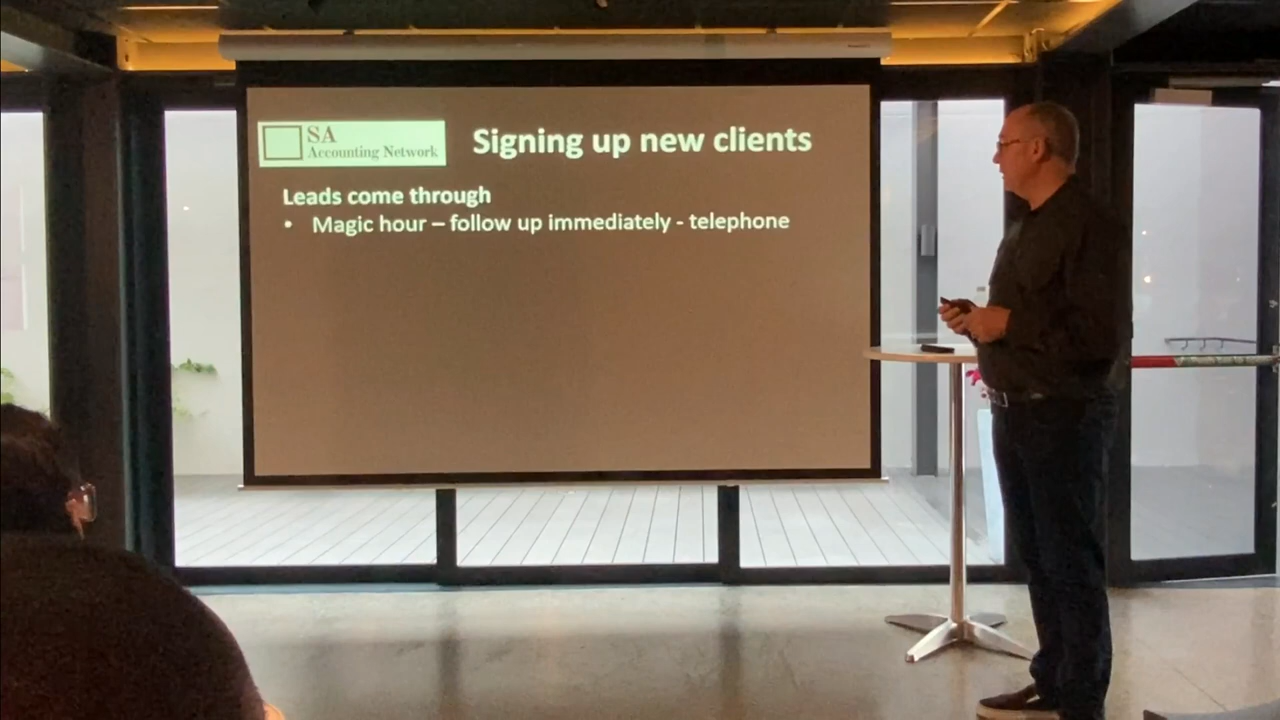 SA
Accounting Network
Signing up new clients
Leads come through
• Magic hour – follow up immediately - telephone